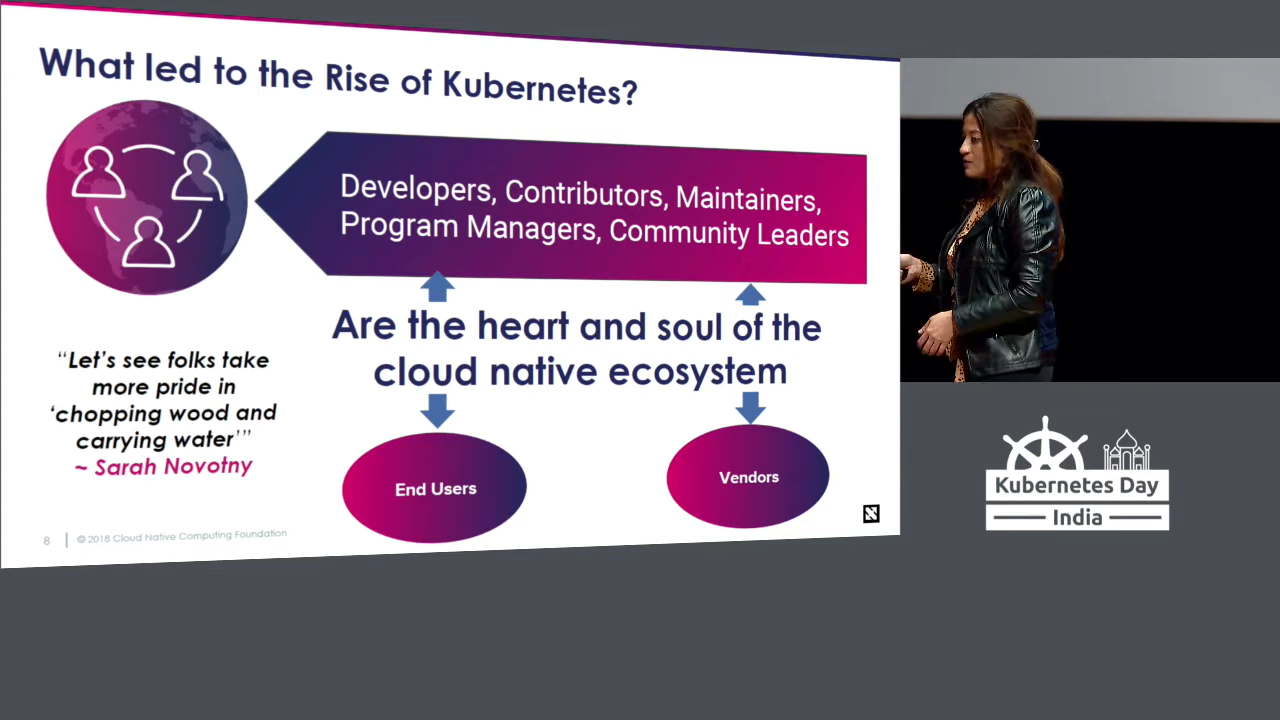 What led to the Rise of Kubernetes?
Developers, Contributors, Maintainers,
Program Managers, Community Leaders
Are the heart and soul of the
cloud native ecosystem
“Let’s see folks take
more pride in
‘chopping wood and
carrying water’”
~ Sarah Novotny
End Users
Vendors
8 | © 2018 Cloud Native Computing Foundation
Kubernetes Day
India